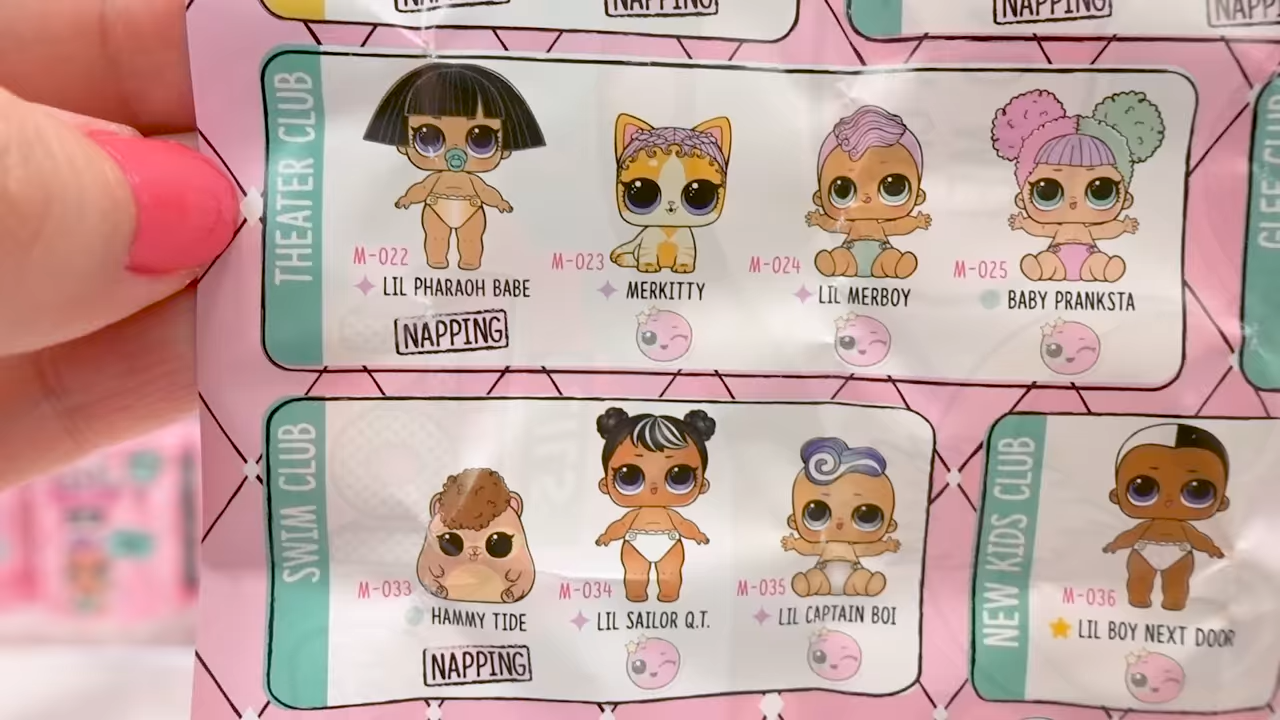 NAPPING
NAPPING
NAPPING
THEATER CLUB
M-022
LIL PHARAOH BABE
NAPPING
M-023
MERKITTY
M-024
LIL MERBOY
M-025
BABY PRANKSTA
GLEE CLUB
SWIM CLUB
M-033
HAMMY TIDE
NAPPING
M-034
LIL SAILOR Q.T.
M-035
LIL CAPTAIN BOI
NEW KIDS CLUB
M-036
LIL BOY NEXT DOOR